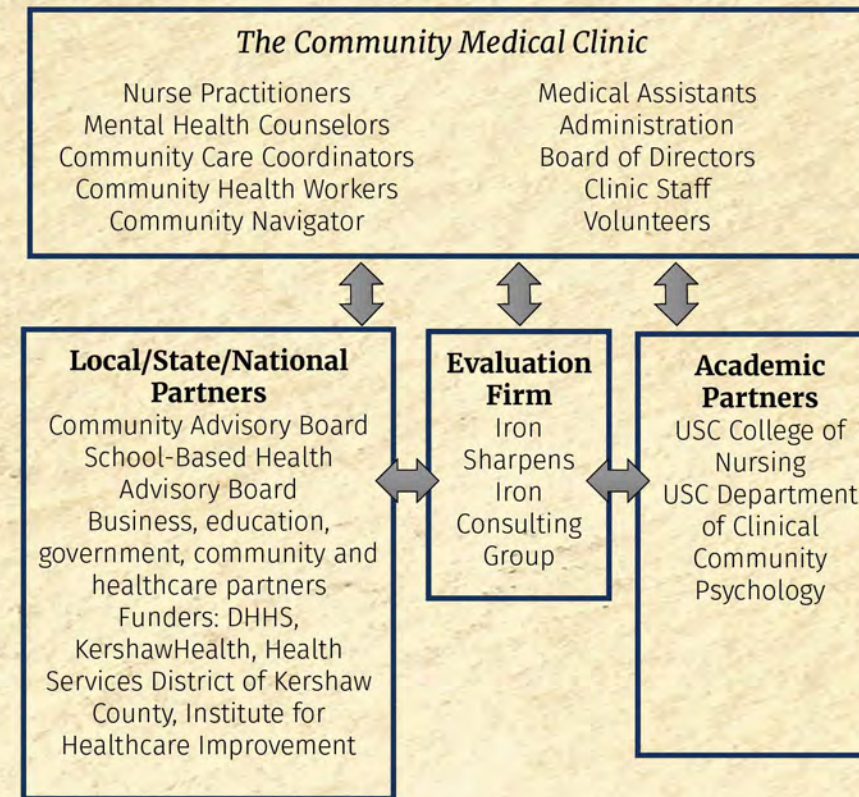 The Community Medical Clinic
Nurse Practitioners
Mental Health Counselors
Community Care Coordinators
Community Health Workers
Community Navigator
Medical Assistants
Administration
Board of Directors
Clinic Staff
Volunteers
Local/State/National
Partners
Community Advisory Board
School-Based Health
Advisory Board
Business, education,
government, community and
healthcare partners
Funders: DHHS,
KershawHealth, Health
Services District of Kershaw
County, Institute for
Healthcare Improvement
Evaluation
Firm
Iron
Sharpens
Iron
Consulting
Group
Academic
Partners
USC College of
Nursing
USC Department
of Clinical
Community
Psychology